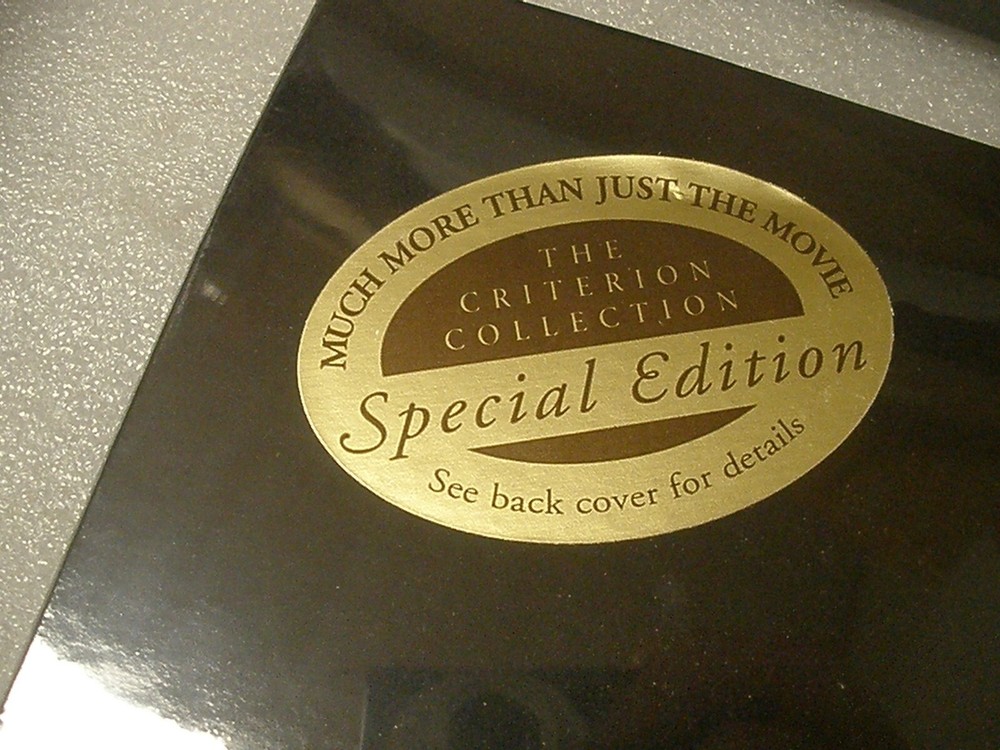 MUCH MORE THAN JUST THE MOVIE
THE
CRITERION
COLLECTION
Special Edition
See back cover for details